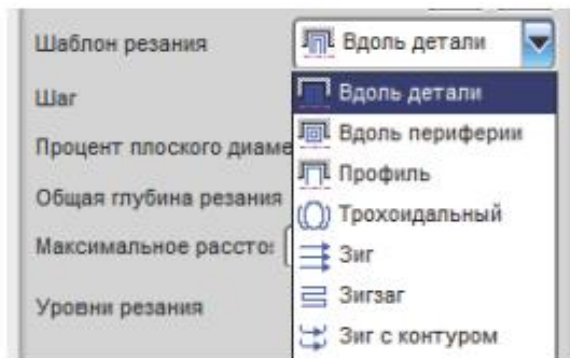 Шаблон резания
Вдоль детали
Шаг
Вдоль детали
Вдоль периферии
Процент плоского диаме
Профиль
Общая глубина резания
Трохоидальный
Максимальное рассто
Зиг
Зигзаг
Уровни резания
Зиг с контуром